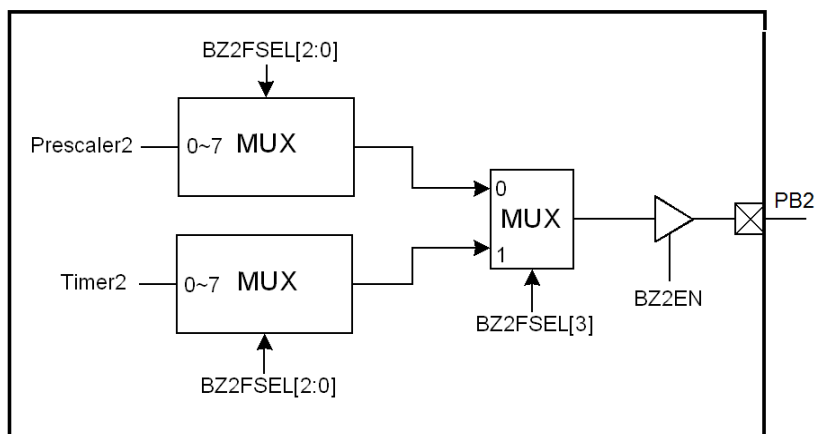 BZ2FSEL[2:0]
Prescaler2
0~7 MUX
0
MUX
1
PB2
Timer2
0~7 MUX
BZ2EN
BZ2FSEL[3]
BZ2FSEL[2:0]